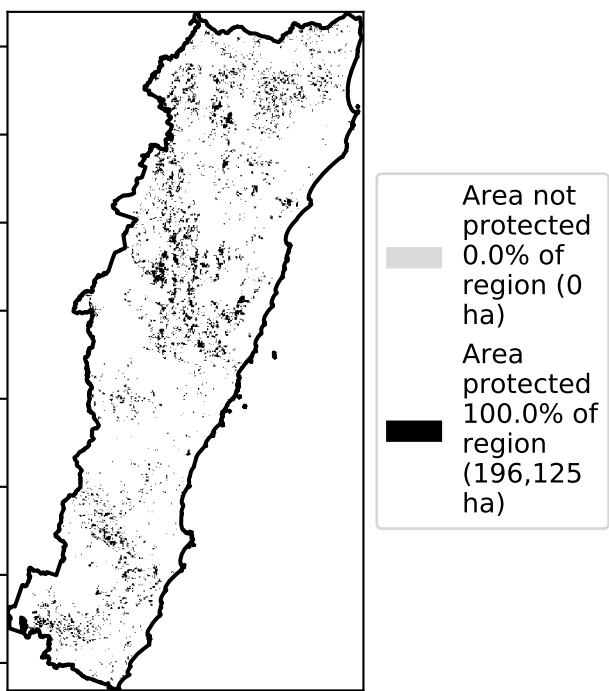 Area not
protected
0.0% of
region (0
ha)
Area
protected
100.0% of
region
(196,125
ha)